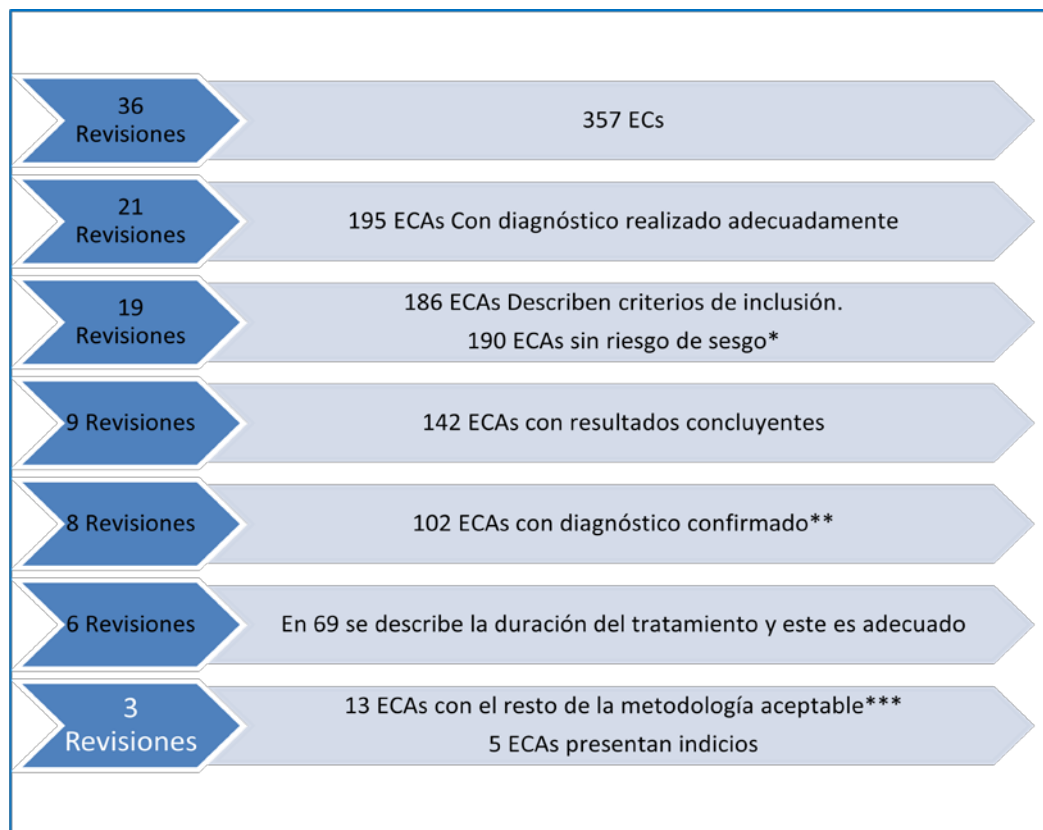 36
Revisiones
357 ECs
21
Revisiones
195 ECAs Con diagnóstico realizado adecuadamente
19
Revisiones
186 ECAs Describen criterios de inclusión.
190 ECAs sin riesgo de sesgo*
9 Revisiones
142 ECAs con resultados concluyentes
8 Revisiones
102 ECAs con diagnóstico confirmado**
6 Revisiones
En 69 se describe la duración del tratamiento y este es adecuado
3
Revisiones
13 ECAs con el resto de la metodología aceptable***
5 ECAs presentan indicios